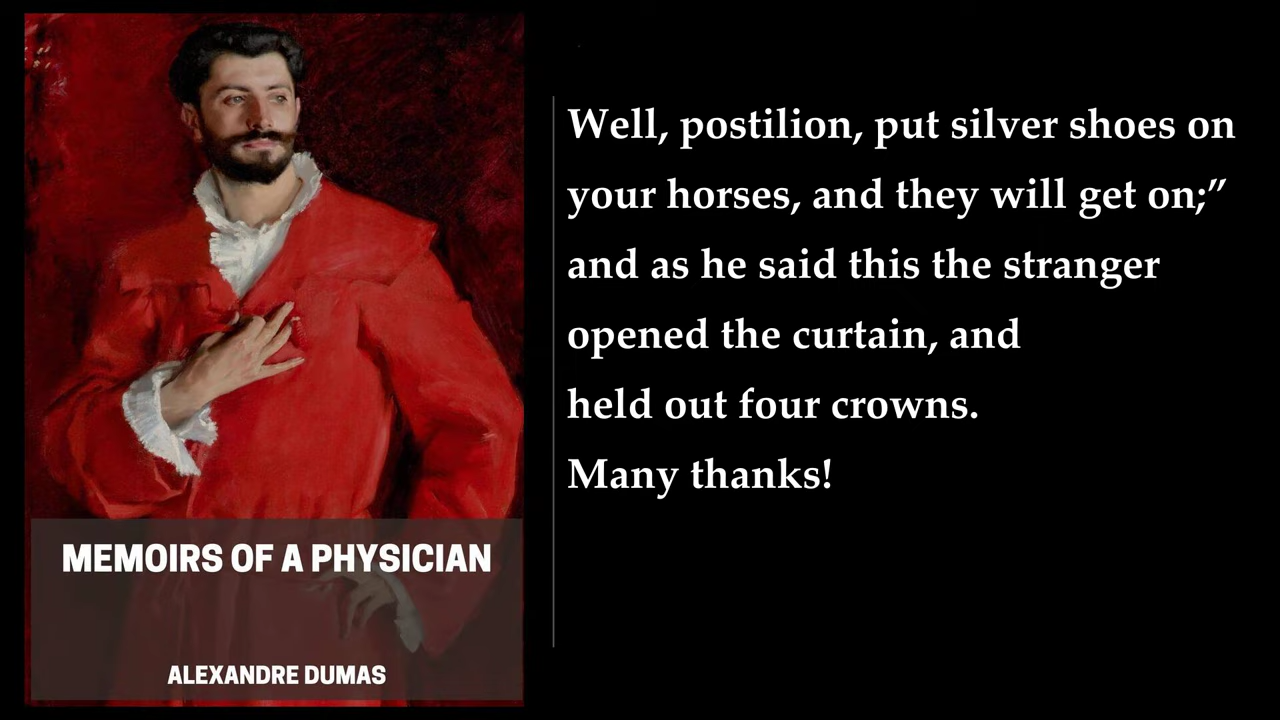 Well, postilion, put silver shoes on
your horses, and they will get on;”
and as he said this the stranger
opened the curtain, and
held out four crowns.
Many thanks!
MEMOIRS OF A PHYSICIAN
ALEXANDRE DUMAS